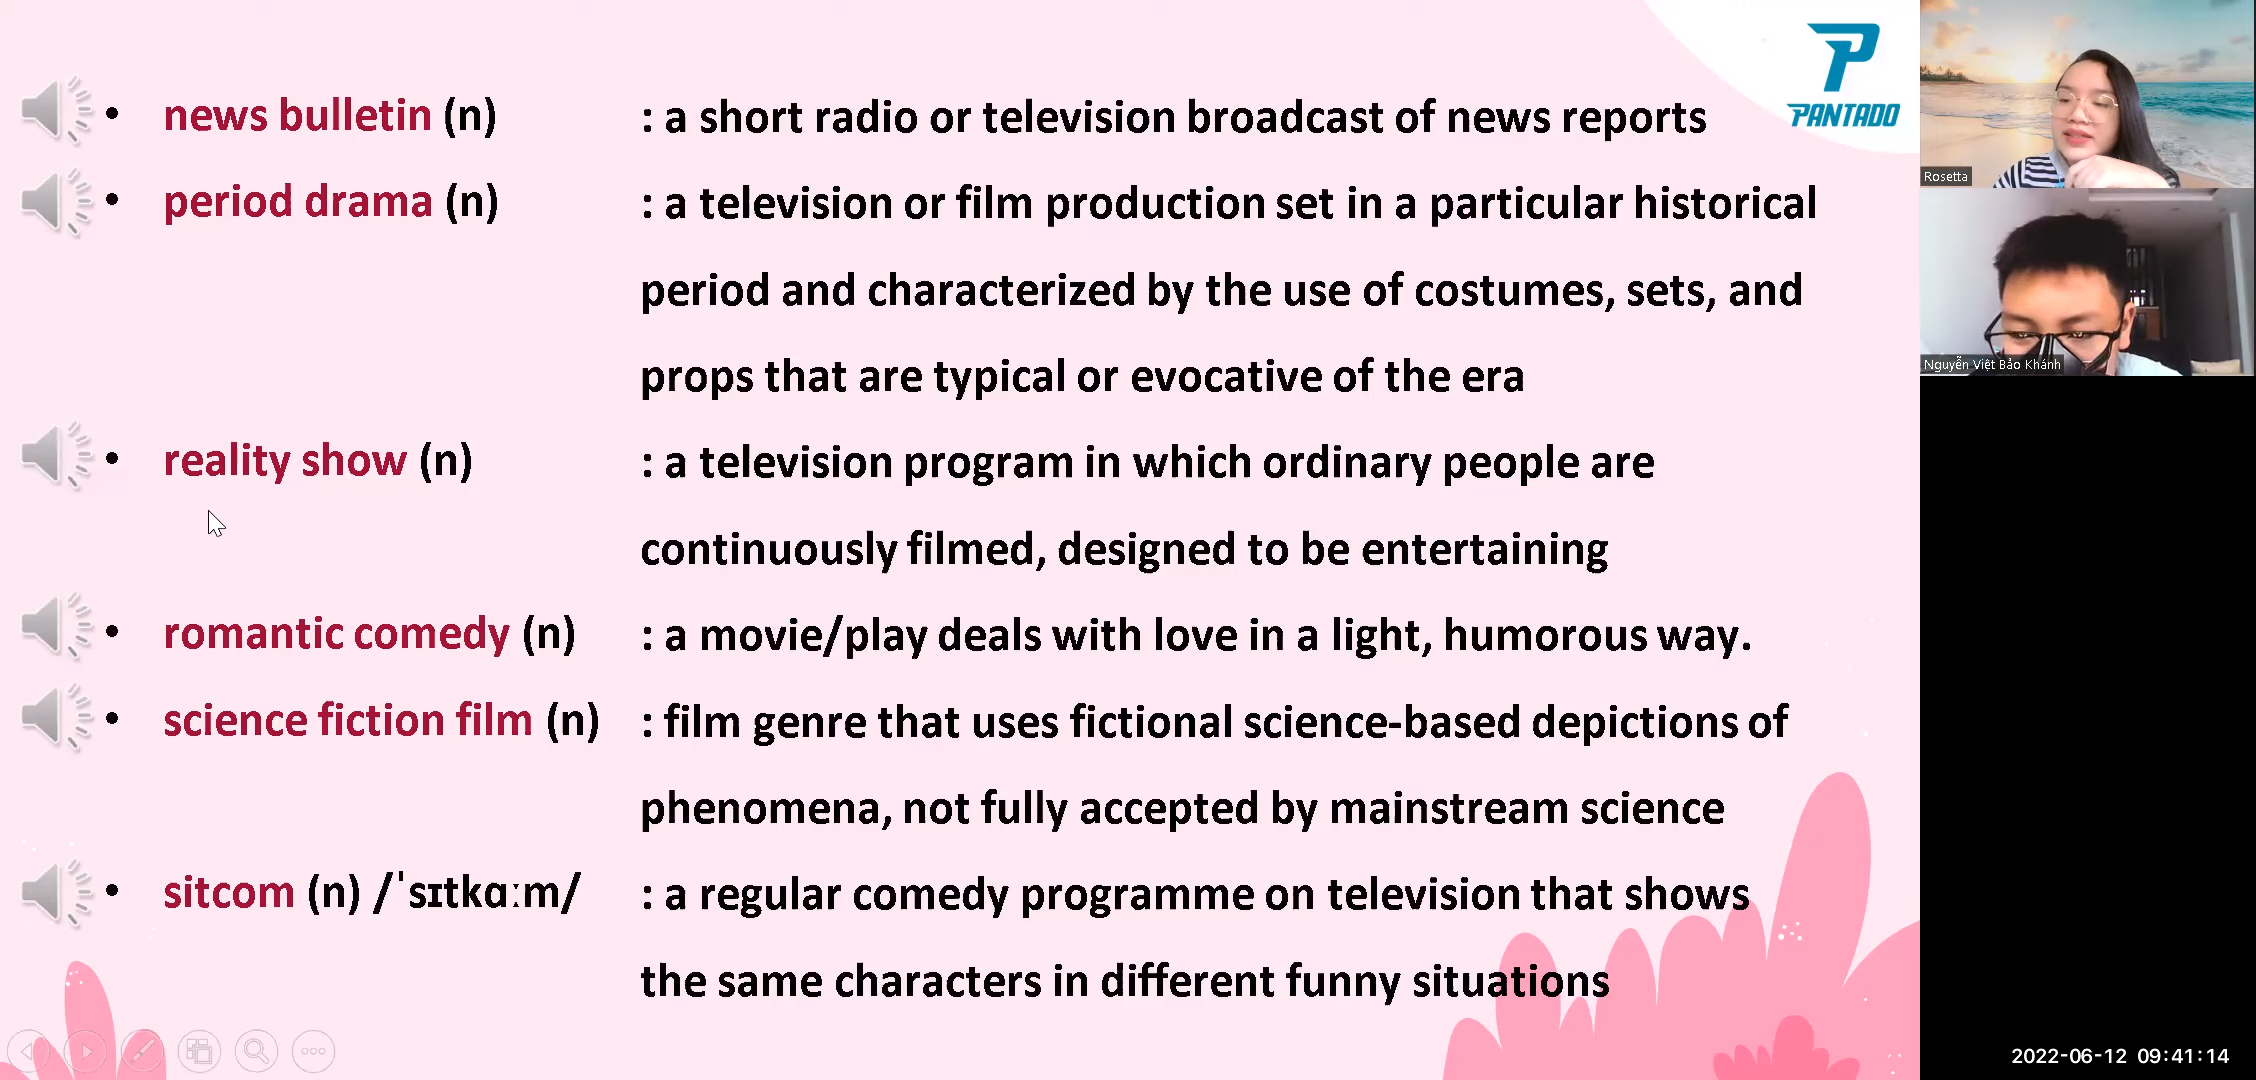 • news bulletin (n) : a short radio or television broadcast of news reports
• period drama (n) : a television or film production set in a particular historical
period and characterized by the use of costumes, sets, and
props that are typical or evocative of the era
• reality show (n) : a television program in which ordinary people are
continuously filmed, designed to be entertaining
• romantic comedy (n) : a movie/play deals with love in a light, humorous way.
• science fiction film (n) : film genre that uses fictional science-based depictions of
phenomena, not fully accepted by mainstream science
• sitcom (n) /ˈsɪtkɑːm/ : a regular comedy programme on television that shows
the same characters in different funny situations
PANTADO
Rosetta
Nguyễn Việt Bảo Khánh
2022-06-12 09:41:14